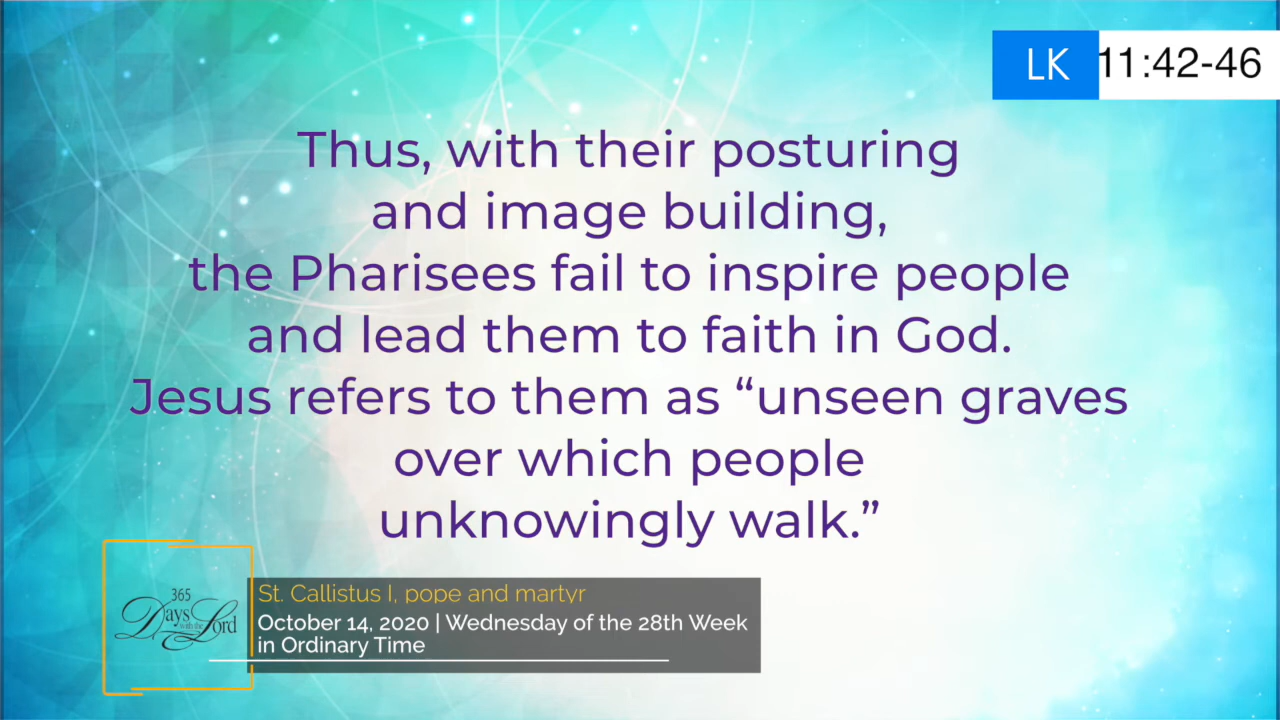 LK 11:42-46
Thus, with their posturing
and image building,
the Pharisees fail to inspire people
and lead them to faith in God.
Jesus refers to them as “unseen graves
over which people
unknowingly walk.”
365
Days with the Lord
St. Callistus I, pope and martyr
October 14, 2020 | Wednesday of the 28th Week
in Ordinary Time